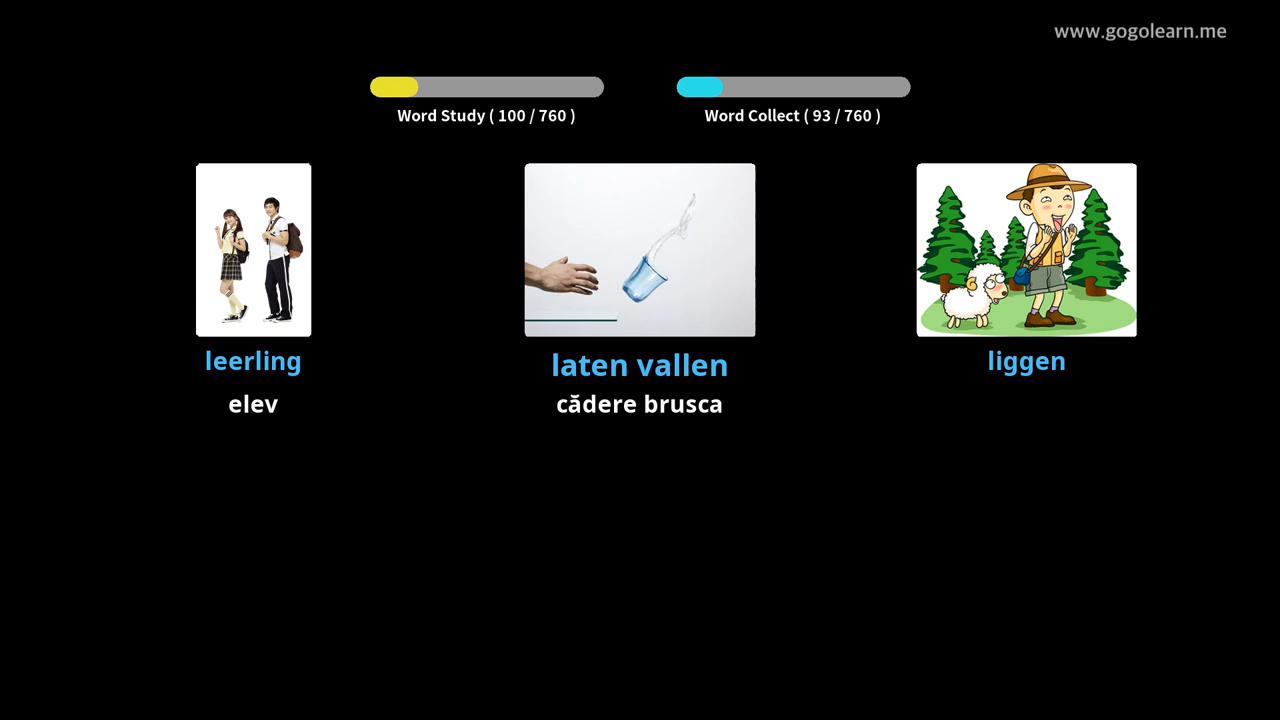 www.gogolearn.me
Word Study ( 100 / 760 )
Word Collect ( 93 / 760 )
leerling
elev
laten vallen
cădere brusca
liggen